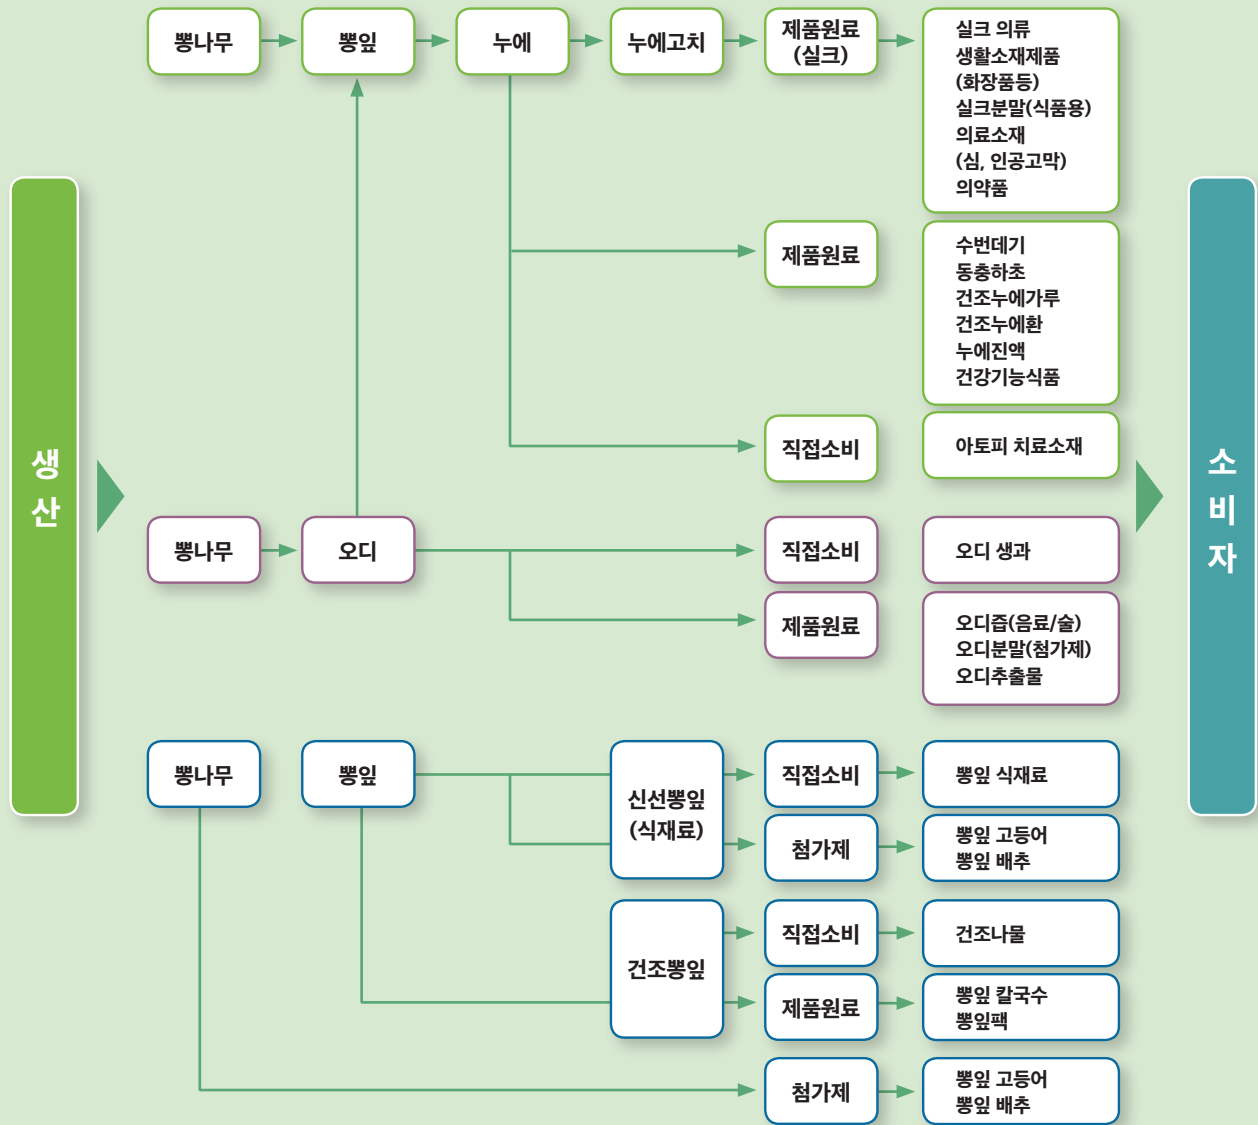 생산
뽕나무
뽕잎
누에
누에고치
제품원료
(실크)
실크 의류
생활소재제품
(화장품등)
실크분말(식품용)
의료소재
(심, 인공고막)
의약품
제품원료
수번데기
동충하초
건조누에가루
건조누에환
누에진액
건강기능식품
직접소비
아토피 치료소재
뽕나무
오디
직접소비
오디 생과
제품원료
오디즙(음료/술)
오디분말(첨가제)
오디추출물
뽕나무
뽕잎
신선뽕잎
(식재료)
직접소비
뽕잎 식재료
첨가제
뽕잎 고등어
뽕잎 배추
건조뽕잎
직접소비
건조나물
제품원료
뽕잎 칼국수
뽕잎팩
첨가제
뽕잎 고등어
뽕잎 배추
소비자